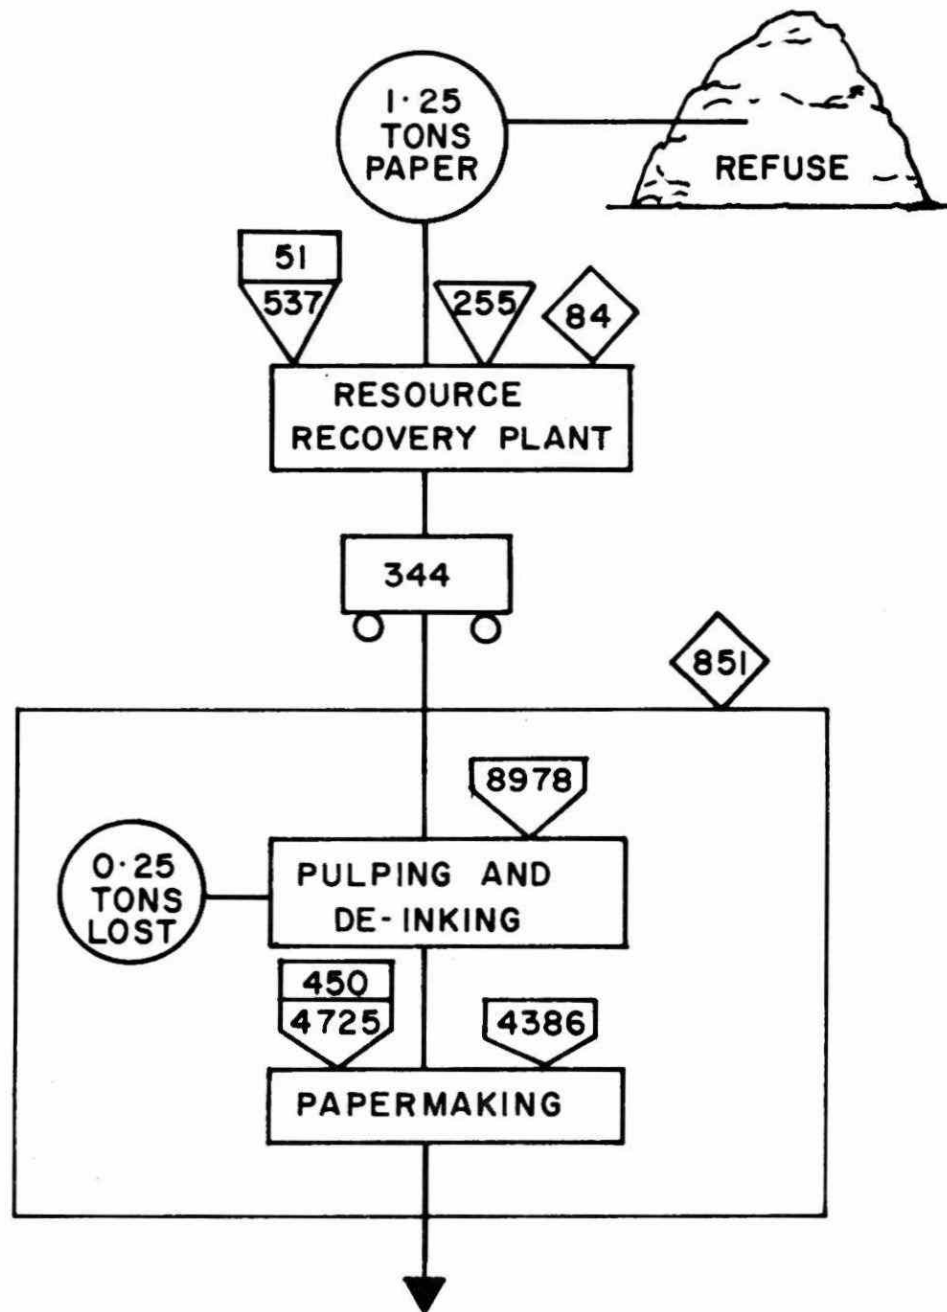 1·25
TONS
PAPER
REFUSE
51
537
255
84
RESOURCE
RECOVERY PLANT
344
851
8978
0·25
TONS
LOST
PULPING AND
DE-INKING
450
4725
4386
PAPERMAKING